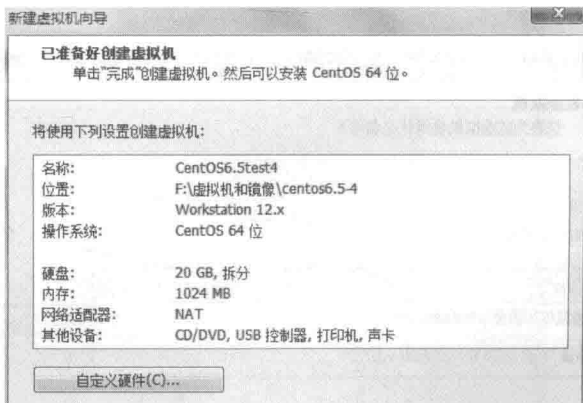 新建虚拟机向导
已准备好创建虚拟机
单击"完成"创建虚拟机。然后可以安装 CentOS 64 位。
将使用下列设置创建虚拟机:
名称: CentOS6.5test4
位置: F:\虚拟机和镜像\centos6.5-4
版本: Workstation 12.x
操作系统: CentOS 64 位
硬盘: 20 GB, 拆分
内存: 1024 MB
网络适配器: NAT
其他设备: CD/DVD, USB 控制器, 打印机, 声卡
自定义硬件(C)...